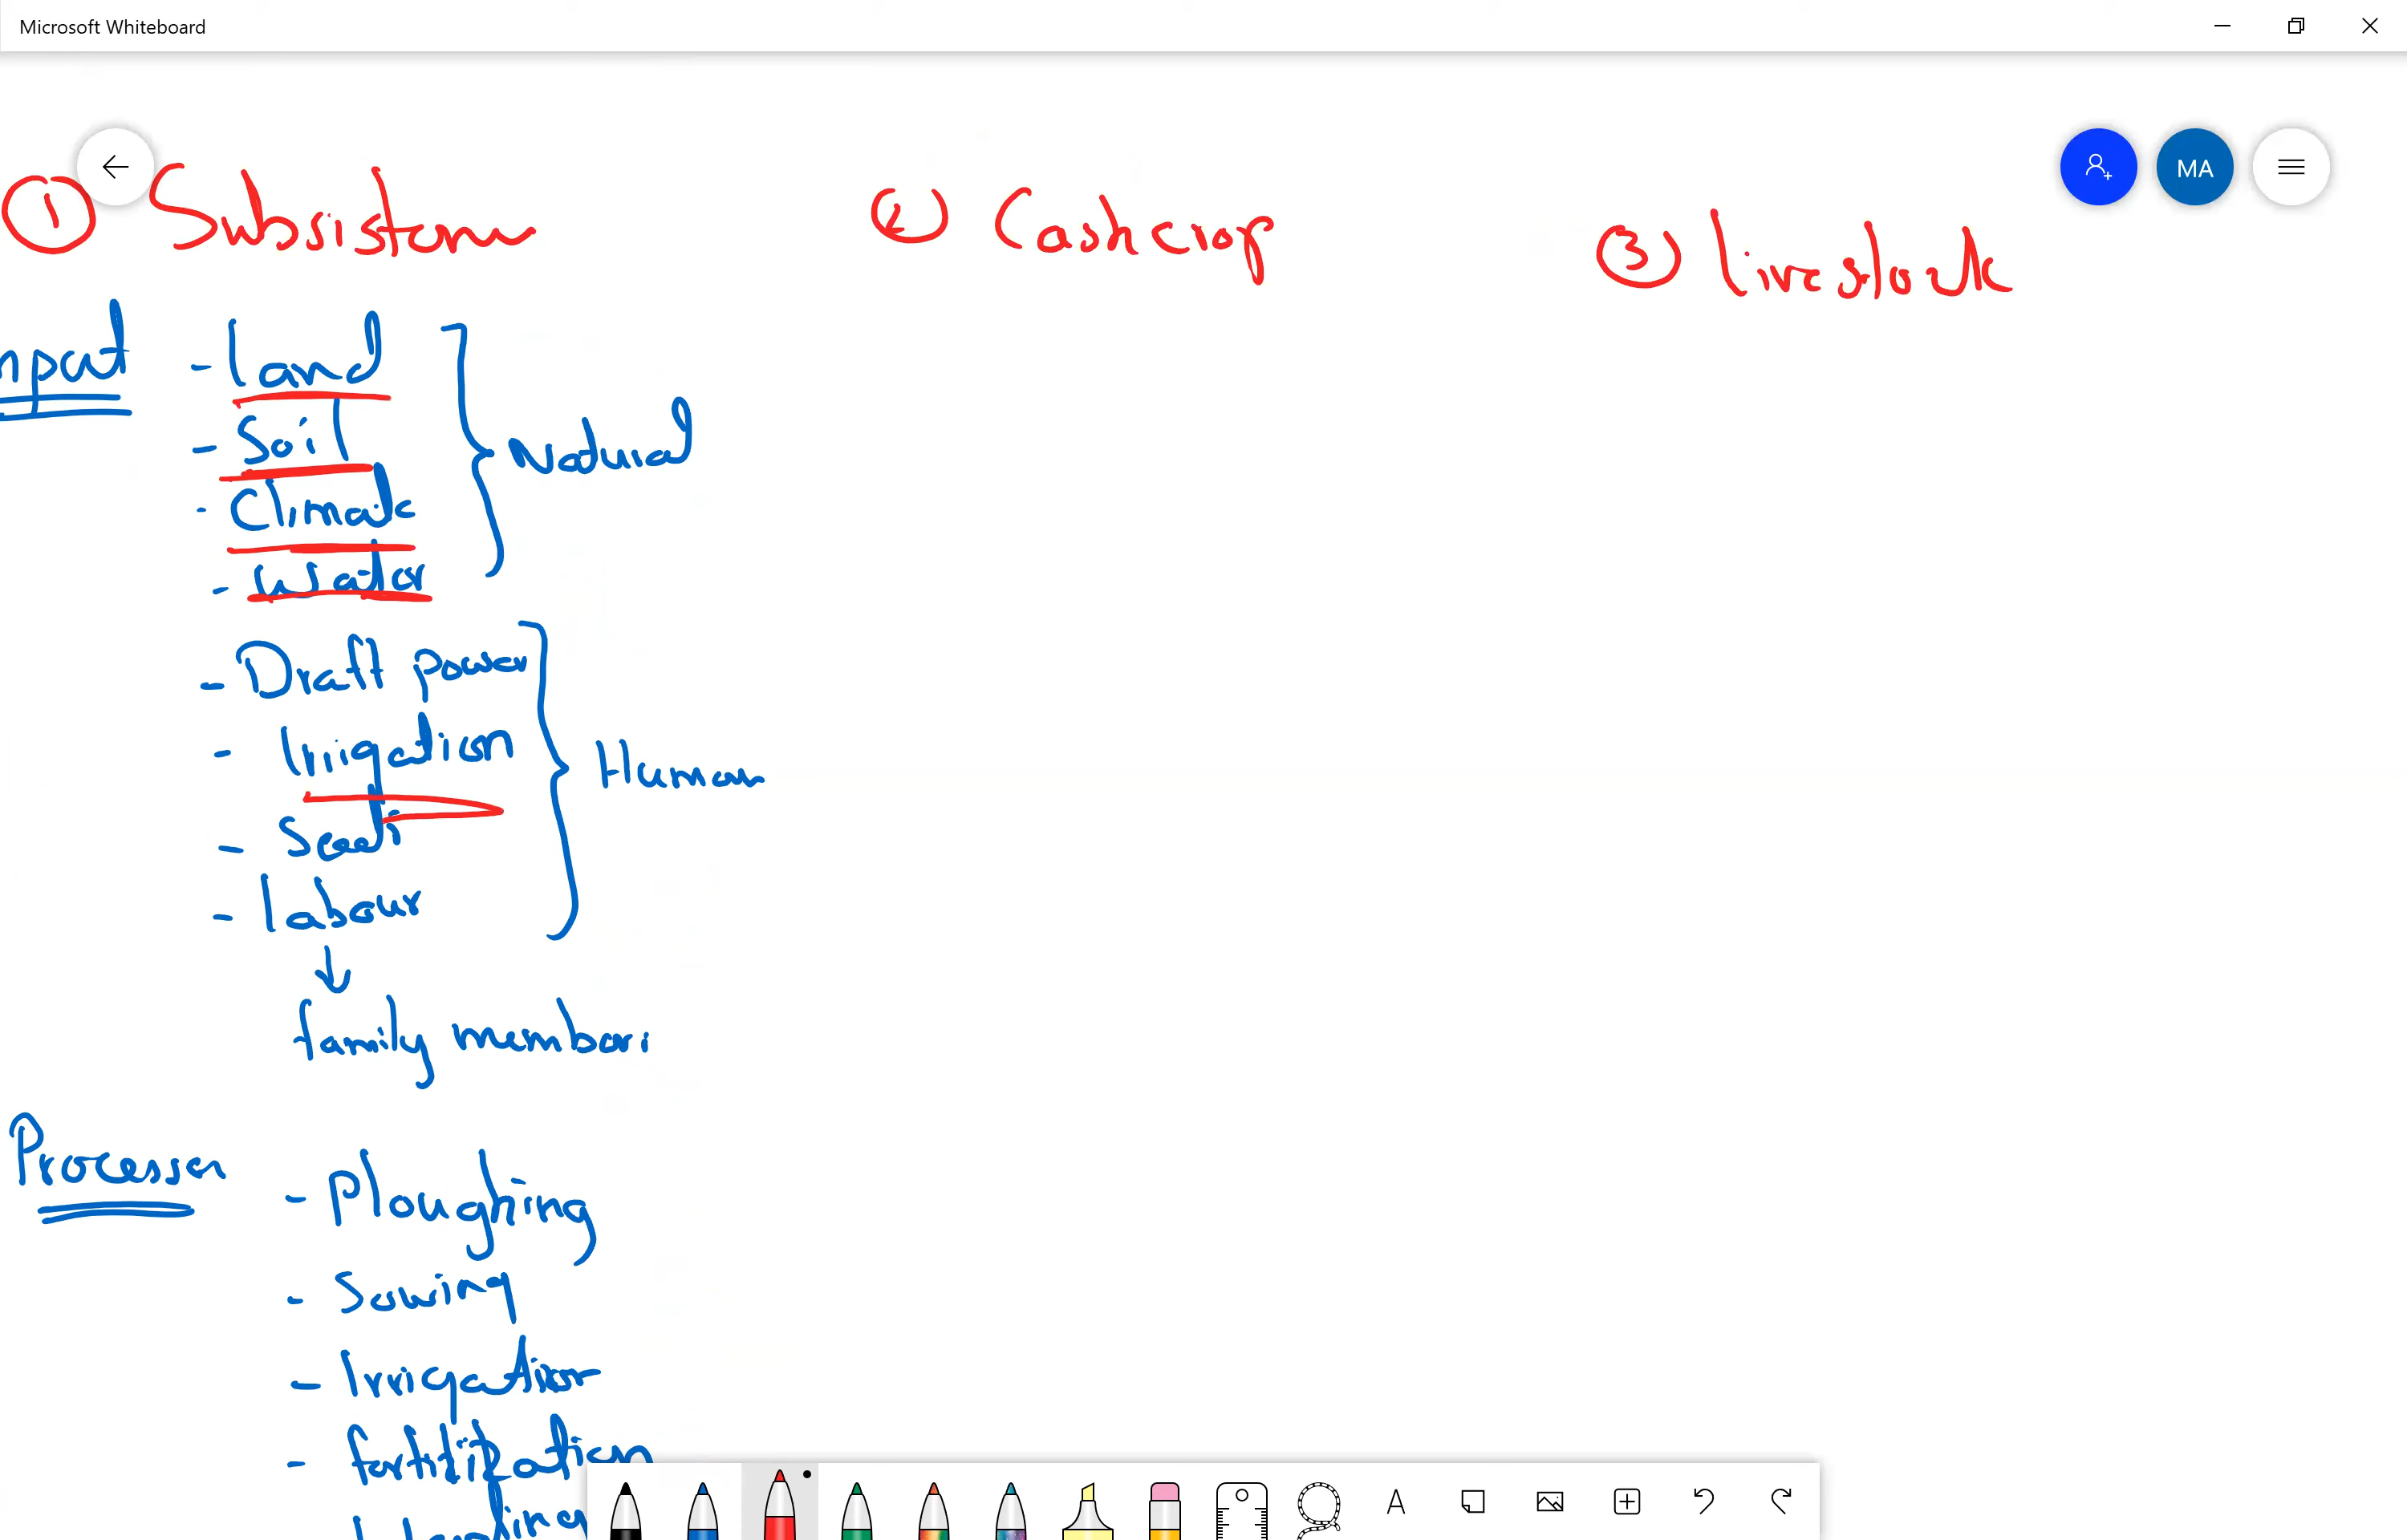 Microsoft Whiteboard
MA
① Subsistence
② Cashcrop
③ livestock
Input
- land
- Soil
- Climate
- Water
Natural
- Draft power
- Irrigation
- Seeds
- labour
Human
↓
family members
Processes
- Ploughing
- Sowing
- Irrigation
- fertilization
A